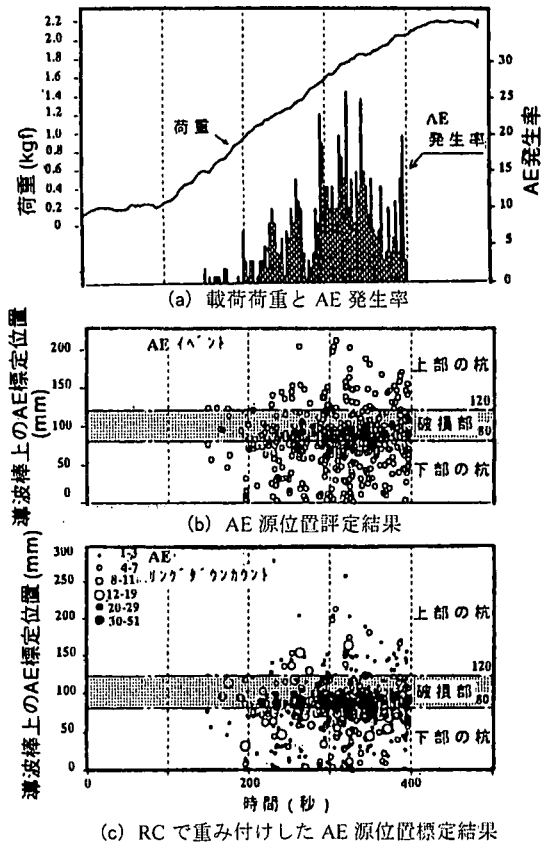 荷重 (kgf)
2.2
2.0
1.8
1.6
1.4
1.2
1.0
0.8
0.6
0.4
0.2
0
荷重
AE
発生率
30
25
20
15
10
5
0
AE発生率
(a) 載荷荷重と AE 発生率
導波棒上のAE標定位置
(mm)
200
150
100
50
0
AE イベント
上部の杭
120
破損部
80
下部の杭
(b) AE 源位置評定結果
導波棒上のAE標定位置 (mm)
300
250
200
150
100
50
0
1-3
4-7
8-11
12-19
20-29
30-51
AE
リングダウンカウント
上部の杭
120
破損部
80
下部の杭
0
200
400
時間 (秒)
(c) RC で重み付けした AE 源位置標定結果